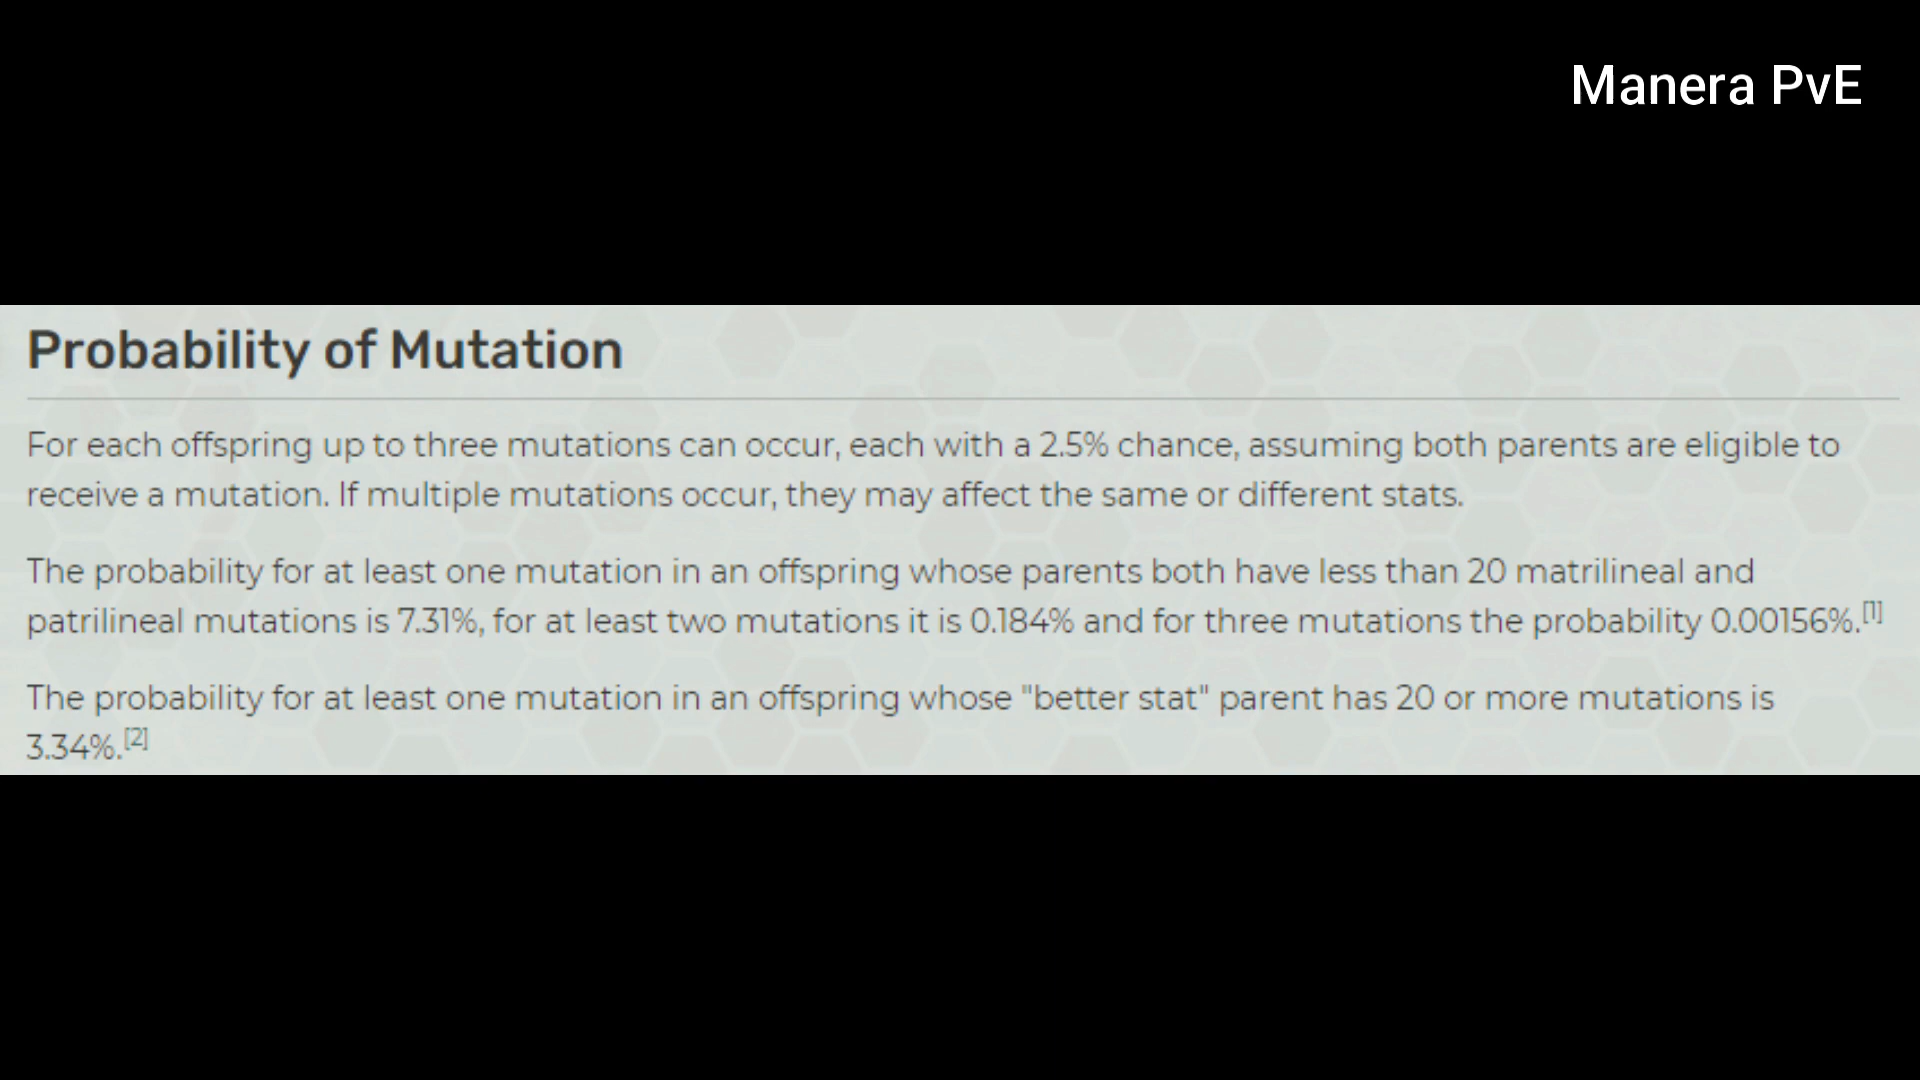 Manera PvE
Probability of Mutation
For each offspring up to three mutations can occur, each with a 2.5% chance, assuming both parents are eligible to
receive a mutation. If multiple mutations occur, they may affect the same or different stats.
The probability for at least one mutation in an offspring whose parents both have less than 20 matrilineal and
patrilineal mutations is 7.31%, for at least two mutations it is 0.184% and for three mutations the probability 0.00156%.[1]
The probability for at least one mutation in an offspring whose "better stat" parent has 20 or more mutations is
3.34%.[2]